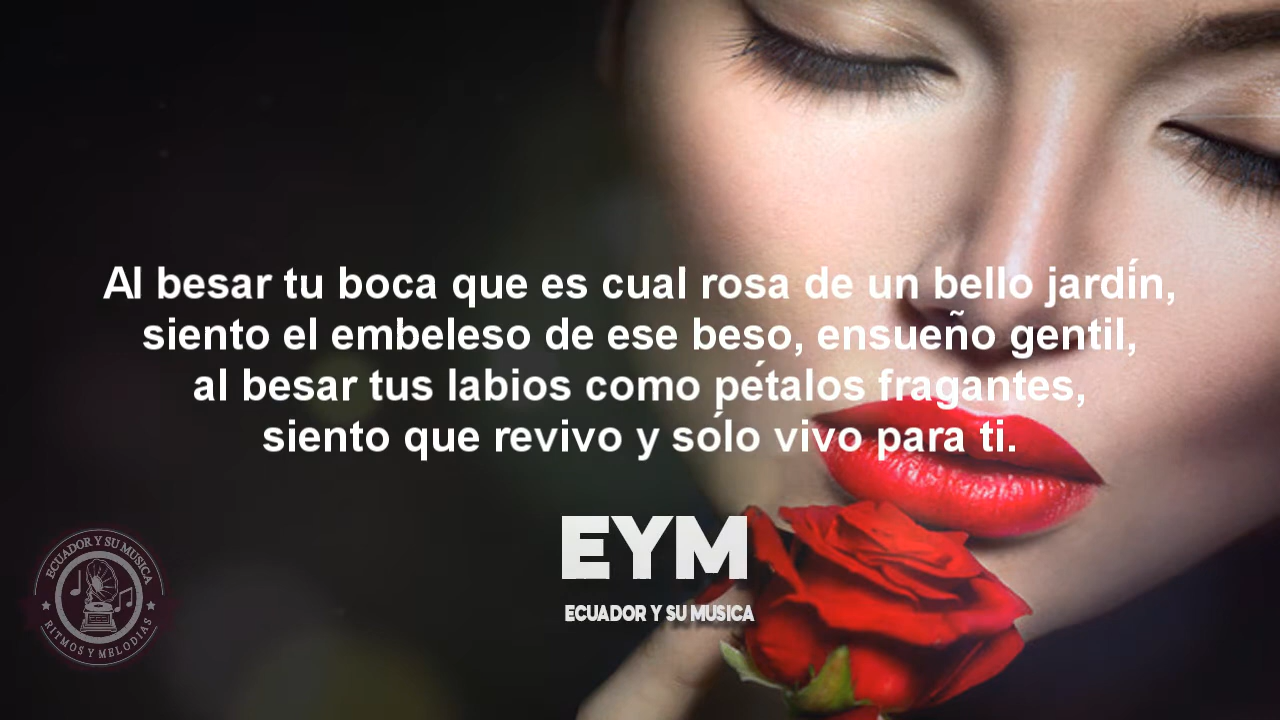 Al besar tu boca que es cual rosa de un bello jardín,
siento el embeleso de ese beso, ensueño gentil,
al besar tus labios como pétalos fragantes,
siento que revivo y sólo vivo para ti.
EYM
ECUADOR Y SU MUSICA
ECUADOR Y SU MUSICA
RITMOS Y MELODIAS